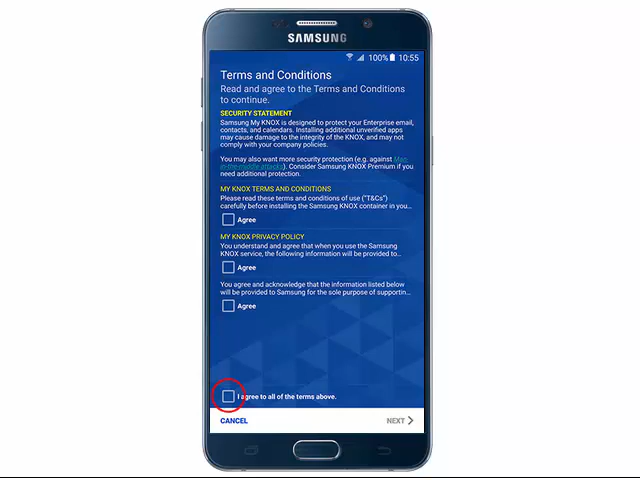 SAMSUNG
100% 10:55
Terms and Conditions
Read and agree to the Terms and Conditions
to continue.
SECURITY STATEMENT
Samsung My KNOX is designed to protect your Enterprise email,
contacts, and calendars. Installing additional unverified apps
may cause damage to the integrity of the KNOX, and may not
comply with your company policies.
You may also want more security protection (e.g. against Man-
in-the-middle attacks). Consider Samsung KNOX Premium if you
need additional protection.
MY KNOX TERMS AND CONDITIONS
Please read these terms and conditions of use ("T&Cs")
carefully before installing the Samsung KNOX container in you...
Agree
MY KNOX PRIVACY POLICY
You understand and agree that when you use the Samsung
KNOX service, the following information will be provided to...
Agree
You agree and acknowledge that the information listed below
will be provided to Samsung for the sole purpose of supportin...
Agree
I agree to all of the terms above.
CANCEL
NEXT